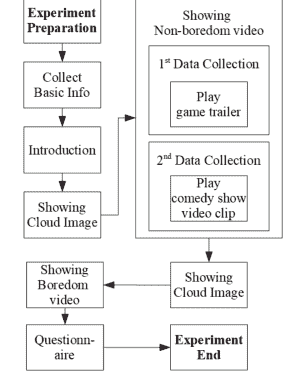 Experiment
Preparation
Collect
Basic Info
Introduction
Showing
Cloud Image
Showing
Non-boredom video
1st Data Collection
Play
game trailer
2nd Data Collection
Play
comedy show
video clip
Showing
Cloud Image
Showing
Boredom
video
Questionn-
aire
Experiment
End